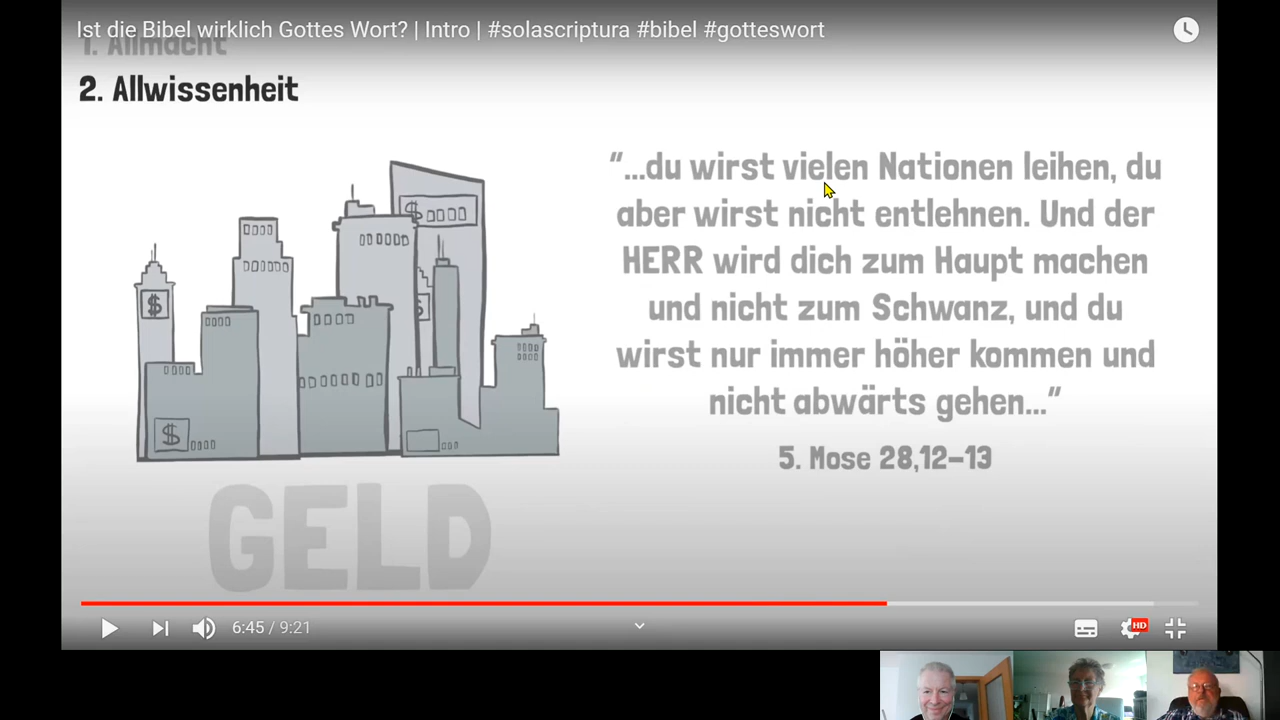 Ist die Bibel wirklich Gottes Wort? | Intro | #solascriptura #bibel #gotteswort
1. Allmacht
2. Allwissenheit
"...du wirst vielen Nationen leihen, du
aber wirst nicht entlehnen. Und der
HERR wird dich zum Haupt machen
und nicht zum Schwanz, und du
wirst nur immer höher kommen und
nicht abwärts gehen..."
5. Mose 28,12–13
$
$
$
$
GELD
6:45 / 9:21
HD